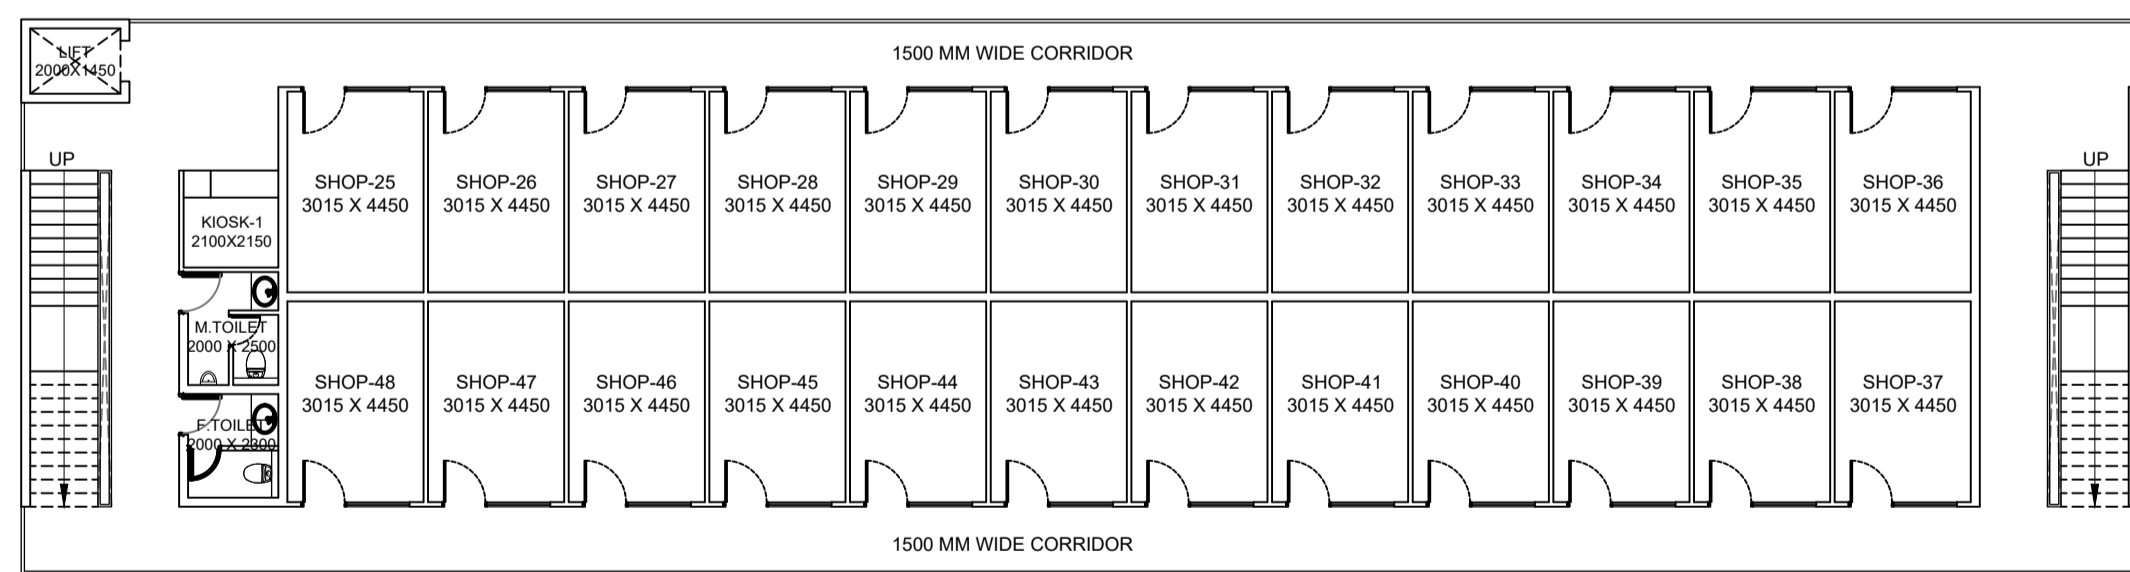 LIFT
2000X1450
1500 MM WIDE CORRIDOR
UP
UP
SHOP-25
3015 X 4450
SHOP-26
3015 X 4450
SHOP-27
3015 X 4450
SHOP-28
3015 X 4450
SHOP-29
3015 X 4450
SHOP-30
3015 X 4450
SHOP-31
3015 X 4450
SHOP-32
3015 X 4450
SHOP-33
3015 X 4450
SHOP-34
3015 X 4450
SHOP-35
3015 X 4450
SHOP-36
3015 X 4450
KIOSK-1
2100X2150
M.TOILET
2000 X 2500
SHOP-48
3015 X 4450
SHOP-47
3015 X 4450
SHOP-46
3015 X 4450
SHOP-45
3015 X 4450
SHOP-44
3015 X 4450
SHOP-43
3015 X 4450
SHOP-42
3015 X 4450
SHOP-41
3015 X 4450
SHOP-40
3015 X 4450
SHOP-39
3015 X 4450
SHOP-38
3015 X 4450
SHOP-37
3015 X 4450
F.TOILET
2000 X 2300
1500 MM WIDE CORRIDOR